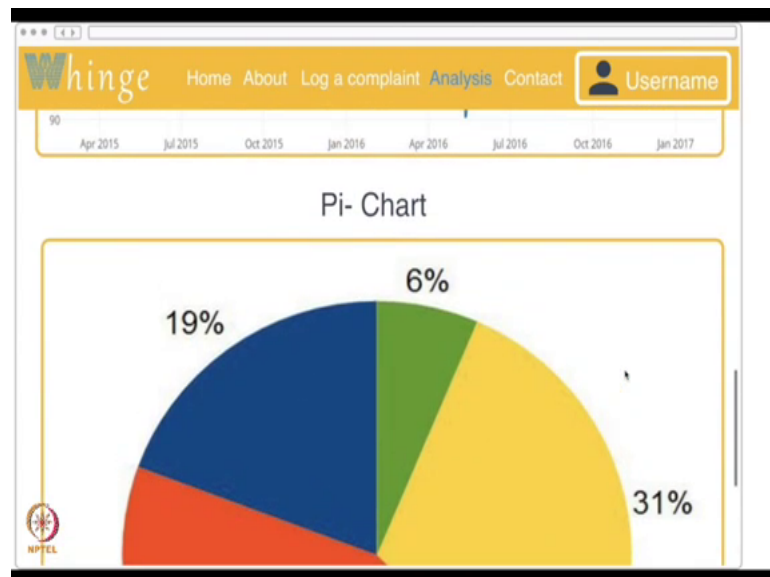 Whinge Home About Log a complaint Analysis Contact Username
90
Apr 2015 Jul 2015 Oct 2015 Jan 2016 Apr 2016 Jul 2016 Oct 2016 Jan 2017
Pi- Chart
6%
19%
31%
NPTEL